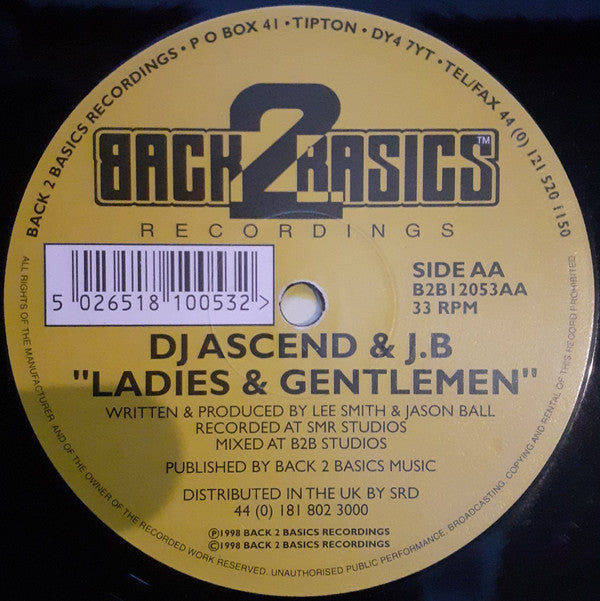 BACK 2 BASICS RECORDINGS • P O BOX 41 • TIPTON • DY4 7YT • TEL/FAX 44 (0) 121 520 1150
BACK 2 BASICS™
RECORDINGS
5 026518 100532 >
SIDE AA
B2B12053AA
33 RPM
DJ ASCEND & J.B
"LADIES & GENTLEMEN"
WRITTEN & PRODUCED BY LEE SMITH & JASON BALL
RECORDED AT SMR STUDIOS
MIXED AT B2B STUDIOS
PUBLISHED BY BACK 2 BASICS MUSIC
DISTRIBUTED IN THE UK BY SRD
44 (0) 181 802 3000
℗1998 BACK 2 BASICS RECORDINGS
©1998 BACK 2 BASICS RECORDINGS
ALL RIGHTS OF THE MANUFACTURER AND OF THE OWNER OF THE RECORDED WORK RESERVED. UNAUTHORISED PUBLIC PERFORMANCE, BROADCASTING, COPYING AND RENTAL OF THIS RECORD PROHIBITED.